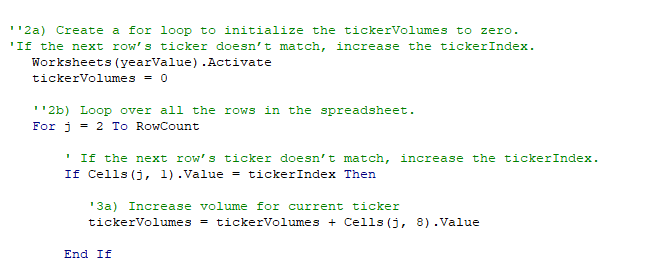 ''2a) Create a for loop to initialize the tickerVolumes to zero.
'If the next row's ticker doesn't match, increase the tickerIndex.
Worksheets(yearValue).Activate
tickerVolumes = 0
''2b) Loop over all the rows in the spreadsheet.
For j = 2 To RowCount
' If the next row's ticker doesn't match, increase the tickerIndex.
If Cells(j, 1).Value = tickerIndex Then
'3a) Increase volume for current ticker
tickerVolumes = tickerVolumes + Cells(j, 8).Value
End If